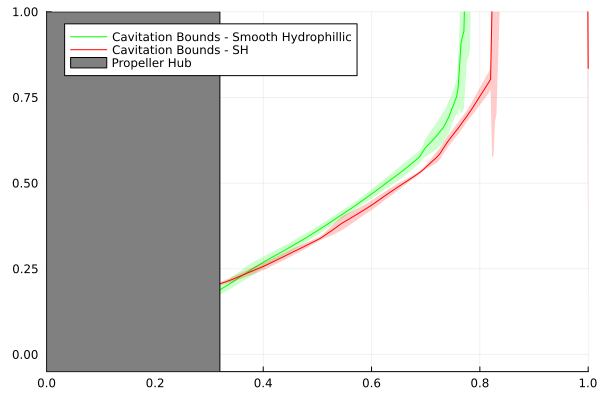 1.00
Cavitation Bounds - Smooth Hydrophillic
Cavitation Bounds - SH
Propeller Hub
0.75
0.50
0.25
0.00
0.0 0.2 0.4 0.6 0.8 1.0